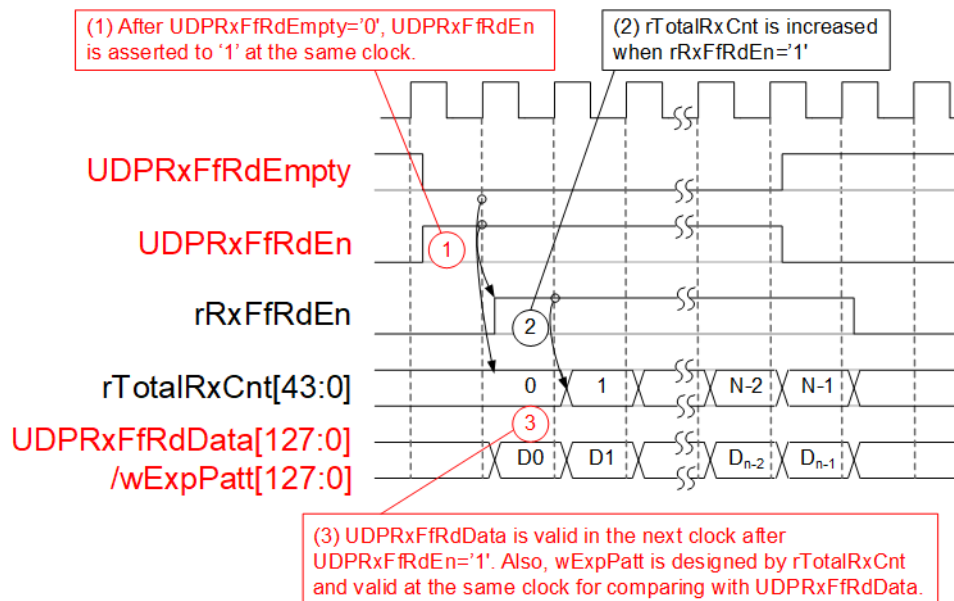 (1) After UDPRxFfRdEmpty=’0’, UDPRxFfRdEn
is asserted to ‘1’ at the same clock.
(2) rTotalRxCnt is increased
when rRxFfRdEn=’1’
UDPRxFfRdEmpty
UDPRxFfRdEn
1
rRxFfRdEn
2
rTotalRxCnt[43:0]
0 1 N-2 N-1
3
UDPRxFfRdData[127:0]
/wExpPatt[127:0]
D0 D1 Dn-2 Dn-1
(3) UDPRxFfRdData is valid in the next clock after
UDPRxFfRdEn=’1’. Also, wExpPatt is designed by rTotalRxCnt
and valid at the same clock for comparing with UDPRxFfRdData.